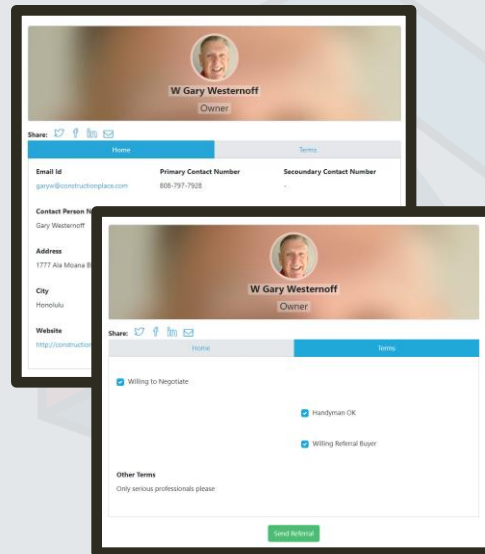 W Gary Westernoff
Owner
Share:
Home Terms
Email Id Primary Contact Number Secoundary Contact Number
garyw@constructionplace.com 808-797-7928 -
Contact Person
Gary Westernoff
Address
1777 Ala Moana
City
Honolulu
Website
http://construction
W Gary Westernoff
Owner
Share:
Home Terms
Willing to Negotiate
Handyman OK
Willing Referral Buyer
Other Terms
Only serious professionals please
Send Referral